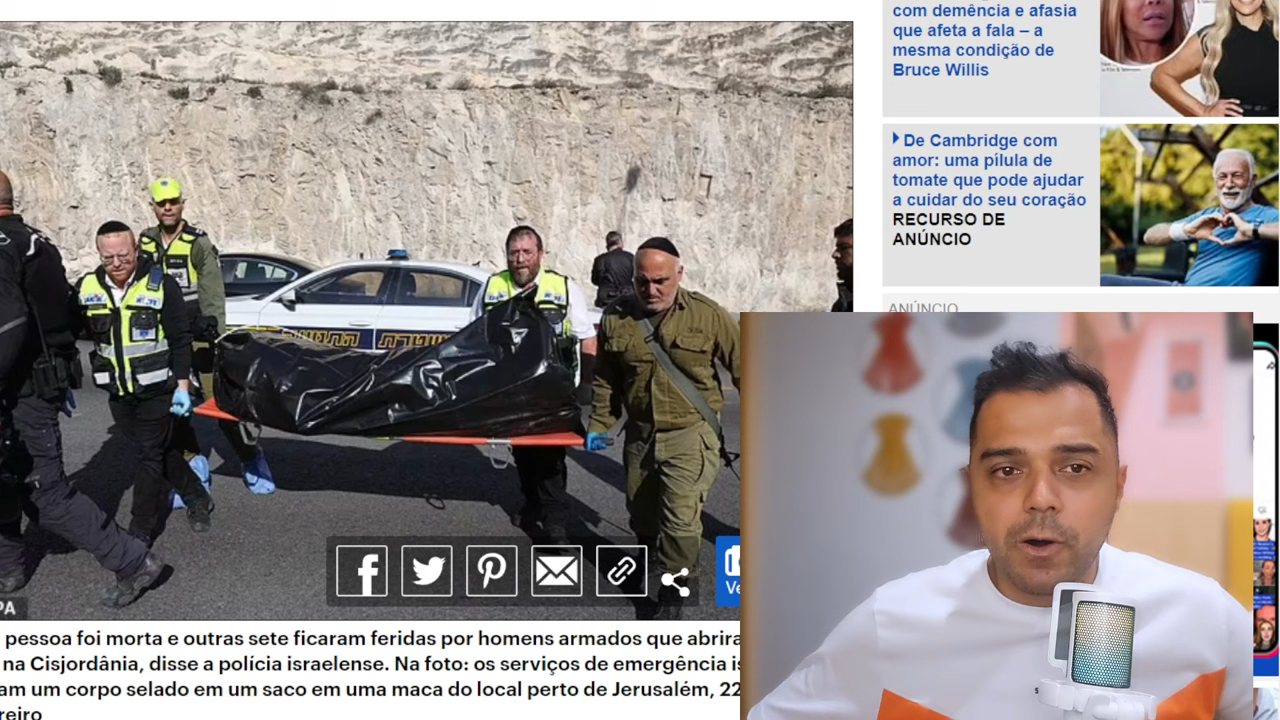 com demência e afasia
que afeta a fala – a
mesma condição de
Bruce Willis
De Cambridge com
amor: uma pílula de
tomate que pode ajudar
a cuidar do seu coração
RECURSO DE
ANÚNCIO
ANÚNCIO
PA
pessoa foi morta e outras sete ficaram feridas por homens armados que abrira
na Cisjordânia, disse a polícia israelense. Na foto: os serviços de emergência is
am um corpo selado em um saco em uma maca do local perto de Jerusalém, 22
reiro